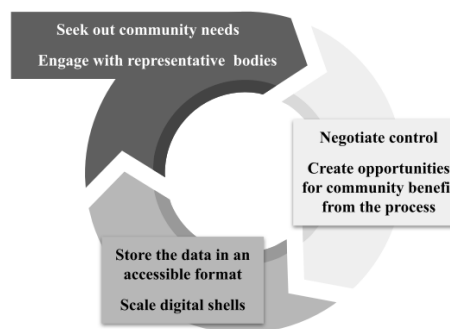 Seek out community needs
Engage with representative bodies
Negotiate control
Create opportunities
for community benefi
from the process
Store the data in an
accessible format
Scale digital shells